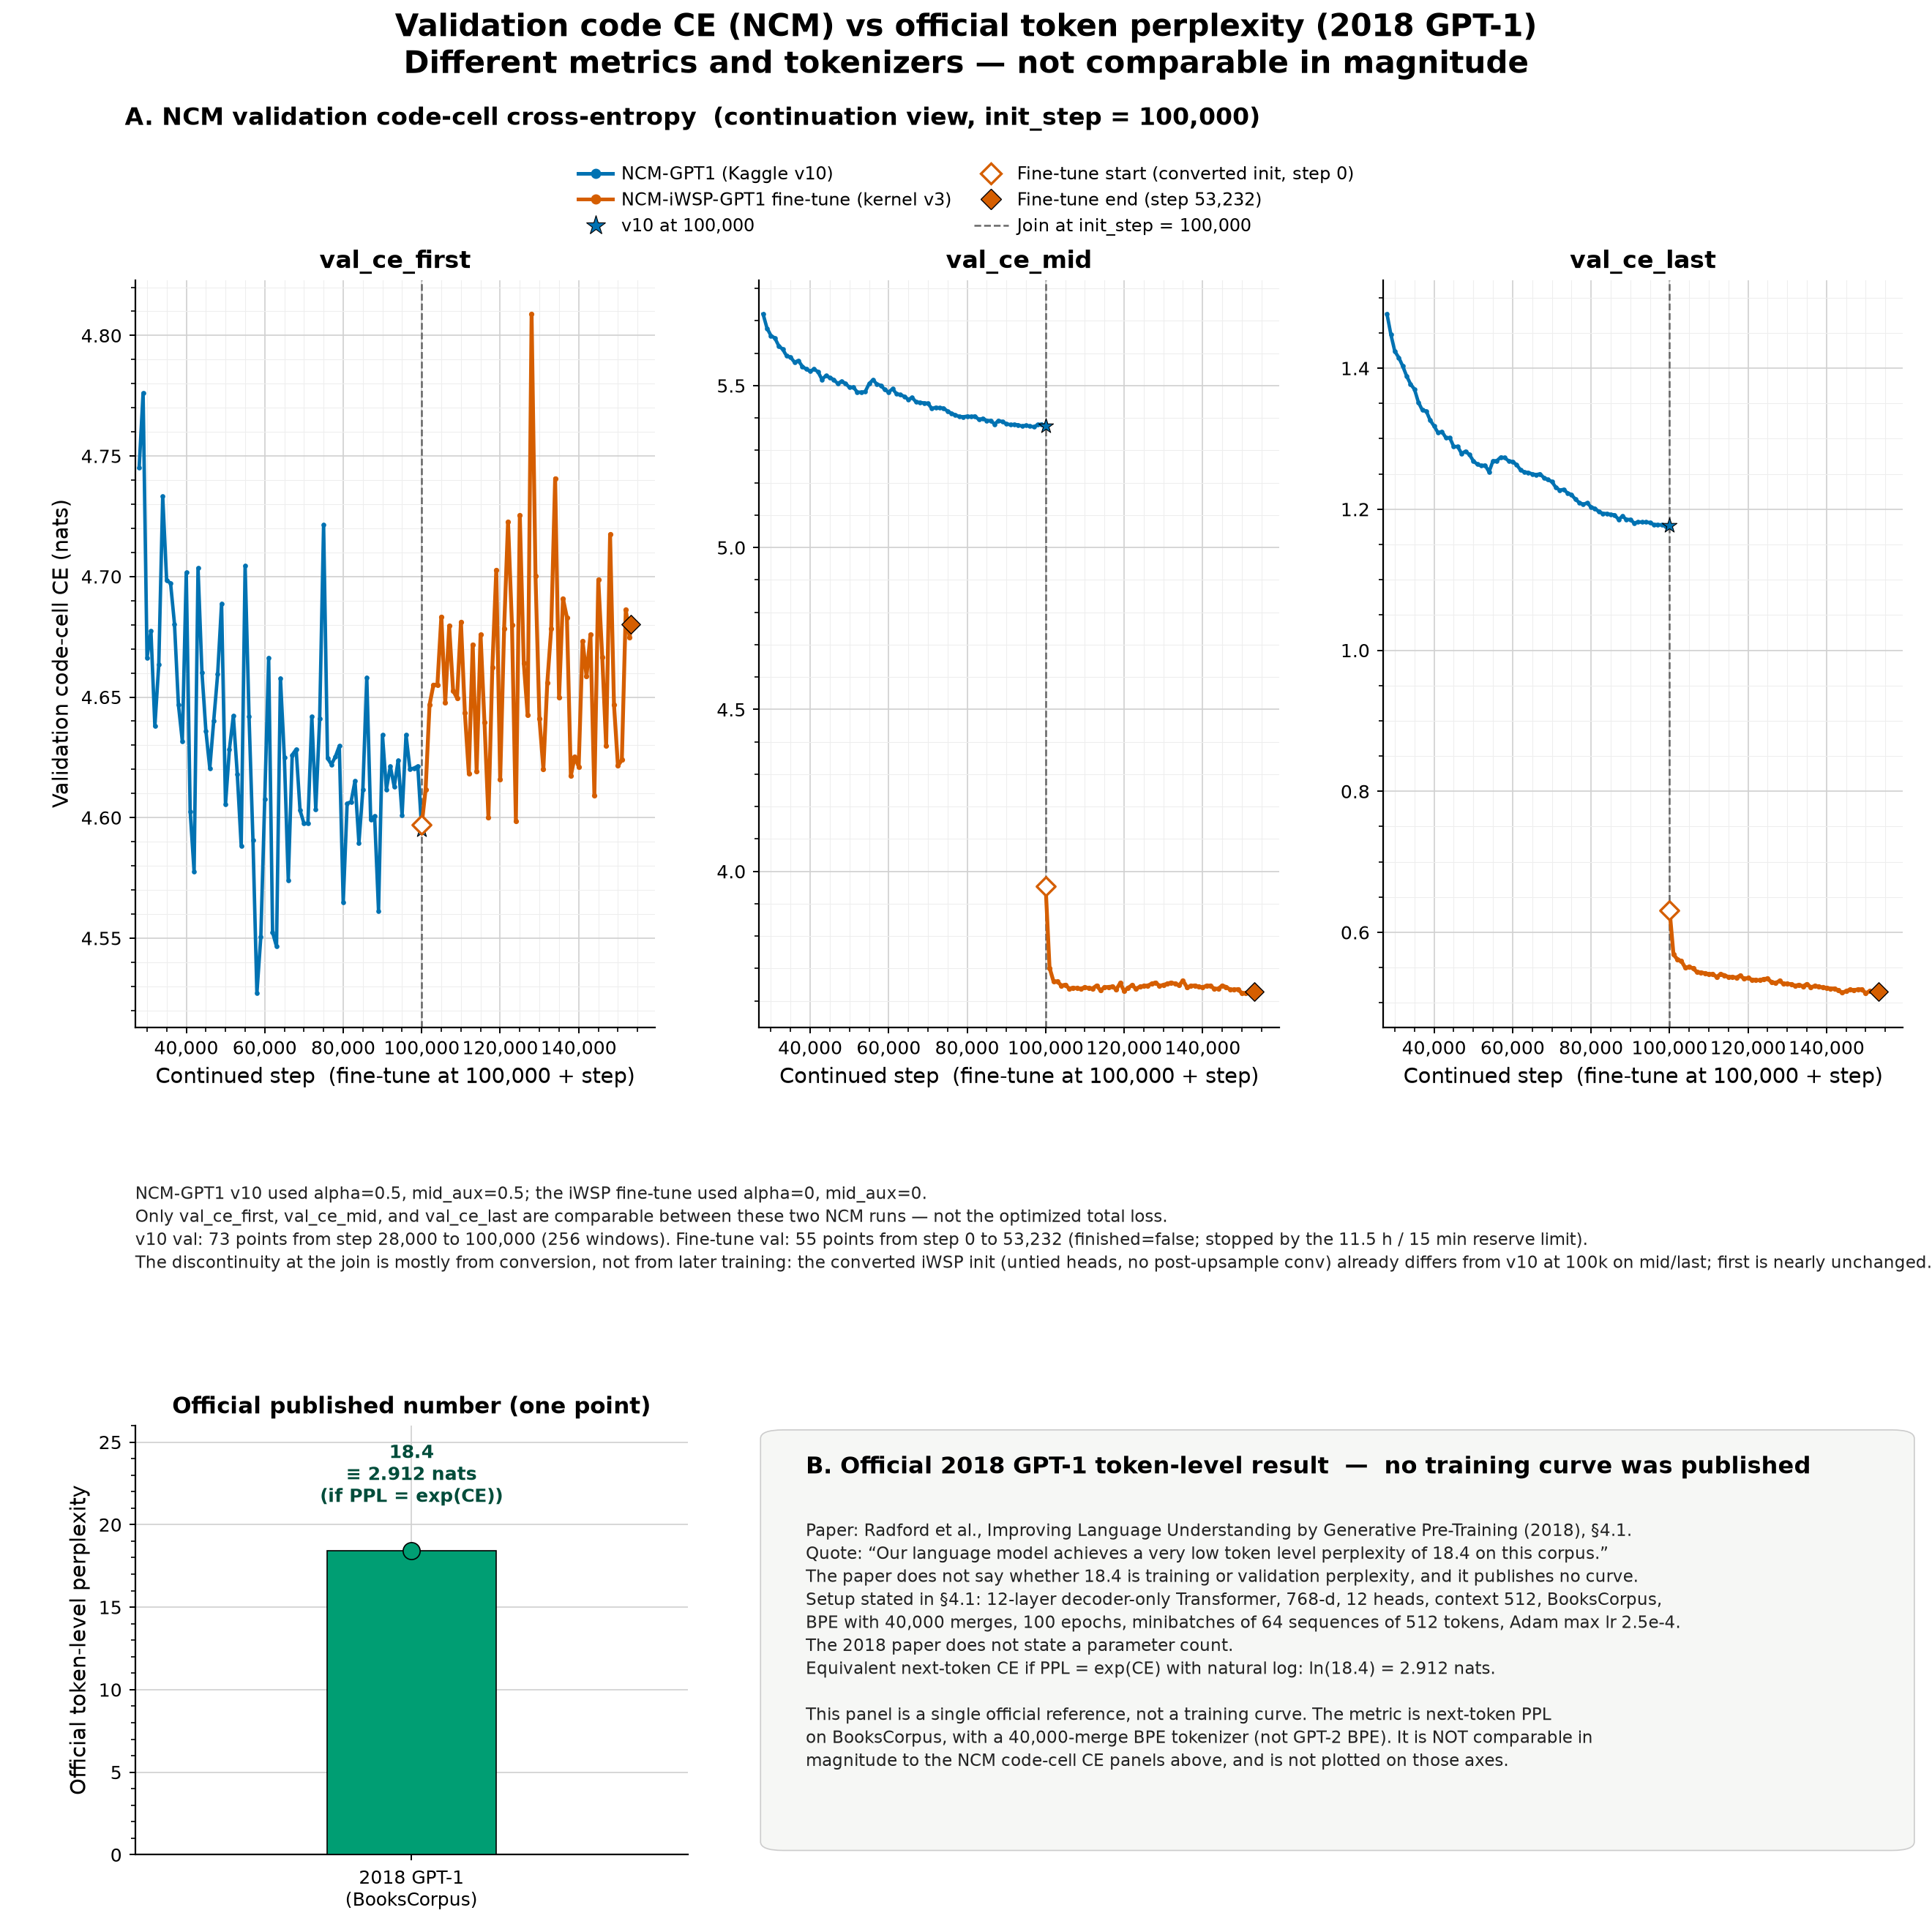 Validation code CE (NCM) vs official token perplexity (2018 GPT-1)
Different metrics and tokenizers — not comparable in magnitude
A. NCM validation code-cell cross-entropy (continuation view, init_step = 100,000)
NCM-GPT1 (Kaggle v10)
NCM-iWSP-GPT1 fine-tune (kernel v3)
v10 at 100,000
Fine-tune start (converted init, step 0)
Fine-tune end (step 53,232)
Join at init_step = 100,000
val_ce_first
Validation code-cell CE (nats)
4.80
4.75
4.70
4.65
4.60
4.55
40,000 60,000 80,000 100,000 120,000 140,000
Continued step (fine-tune at 100,000 + step)
val_ce_mid
5.5
5.0
4.5
4.0
40,000 60,000 80,000 100,000 120,000 140,000
Continued step (fine-tune at 100,000 + step)
val_ce_last
1.4
1.2
1.0
0.8
0.6
40,000 60,000 80,000 100,000 120,000 140,000
Continued step (fine-tune at 100,000 + step)
NCM-GPT1 v10 used alpha=0.5, mid_aux=0.5; the iWSP fine-tune used alpha=0, mid_aux=0.
Only val_ce_first, val_ce_mid, and val_ce_last are comparable between these two NCM runs — not the optimized total loss.
v10 val: 73 points from step 28,000 to 100,000 (256 windows). Fine-tune val: 55 points from step 0 to 53,232 (finished=false; stopped by the 11.5 h / 15 min reserve limit).
The discontinuity at the join is mostly from conversion, not from later training: the converted iWSP init (untied heads, no post-upsample conv) already differs from v10 at 100k on mid/last; first is nearly unchanged.
Official published number (one point)
Official token-level perplexity
25
20
15
10
5
0
18.4
≡ 2.912 nats
(if PPL = exp(CE))
2018 GPT-1
(BooksCorpus)
B. Official 2018 GPT-1 token-level result — no training curve was published
Paper: Radford et al., Improving Language Understanding by Generative Pre-Training (2018), §4.1.
Quote: “Our language model achieves a very low token level perplexity of 18.4 on this corpus.”
The paper does not say whether 18.4 is training or validation perplexity, and it publishes no curve.
Setup stated in §4.1: 12-layer decoder-only Transformer, 768-d, 12 heads, context 512, BooksCorpus,
BPE with 40,000 merges, 100 epochs, minibatches of 64 sequences of 512 tokens, Adam max lr 2.5e-4.
The 2018 paper does not state a parameter count.
Equivalent next-token CE if PPL = exp(CE) with natural log: ln(18.4) = 2.912 nats.
This panel is a single official reference, not a training curve. The metric is next-token PPL
on BooksCorpus, with a 40,000-merge BPE tokenizer (not GPT-2 BPE). It is NOT comparable in
magnitude to the NCM code-cell CE panels above, and is not plotted on those axes.